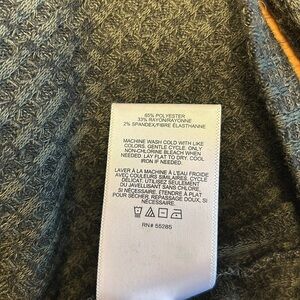 65% POLYESTER
33% RAYON/RAYONNE
2% SPANDEX/FIBRE ÉLASTHANNE
MACHINE WASH COLD WITH LIKE
COLORS. GENTLE CYCLE. ONLY
NON-CHLORINE BLEACH WHEN
NEEDED. LAY FLAT TO DRY. COOL
IRON IF NEEDED.
LAVER À LA MACHINE À L'EAU FROIDE
AVEC COULEURS SIMILAIRES. CYCLE
DÉLICAT. UTILISEZ SEULEMENT
DU JAVELLISANT SANS CHLORE,
SI NÉCESSAIRE. ÉTENDRE À PLAT
POUR SÉCHER. REPASSAGE DOUX,
SI NÉCESSAIRE.
RN# 55285